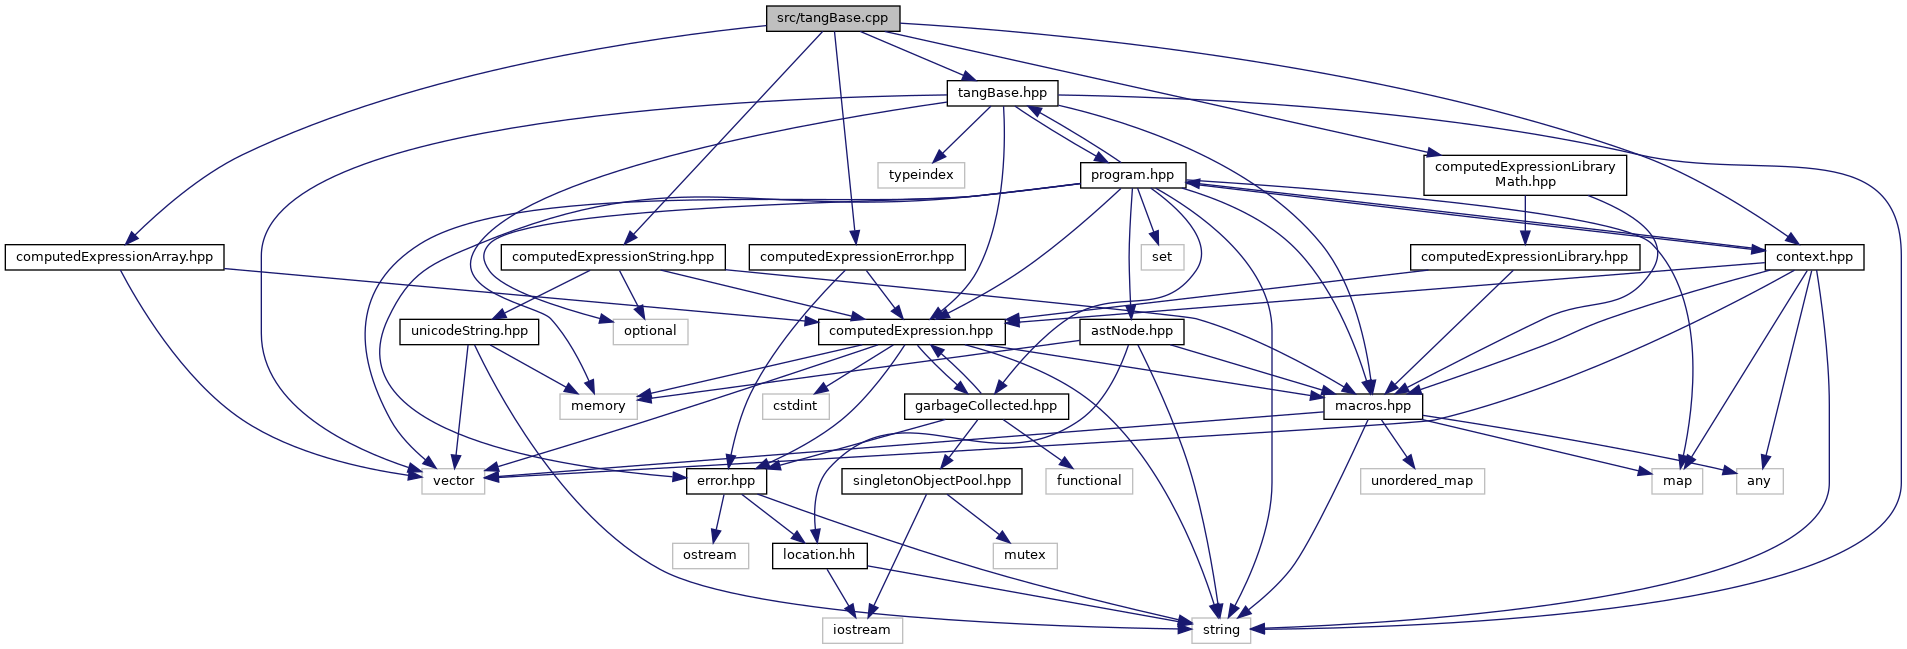 src/tangBase.cpp
tangBase.hpp
typeindex
program.hpp
computedExpressionLibrary
Math.hpp
computedExpressionArray.hpp
computedExpressionString.hpp
computedExpressionError.hpp
set
computedExpressionLibrary.hpp
context.hpp
unicodeString.hpp
optional
computedExpression.hpp
astNode.hpp
memory
cstdint
garbageCollected.hpp
macros.hpp
vector
error.hpp
singletonObjectPool.hpp
functional
unordered_map
map
any
ostream
location.hh
mutex
iostream
string